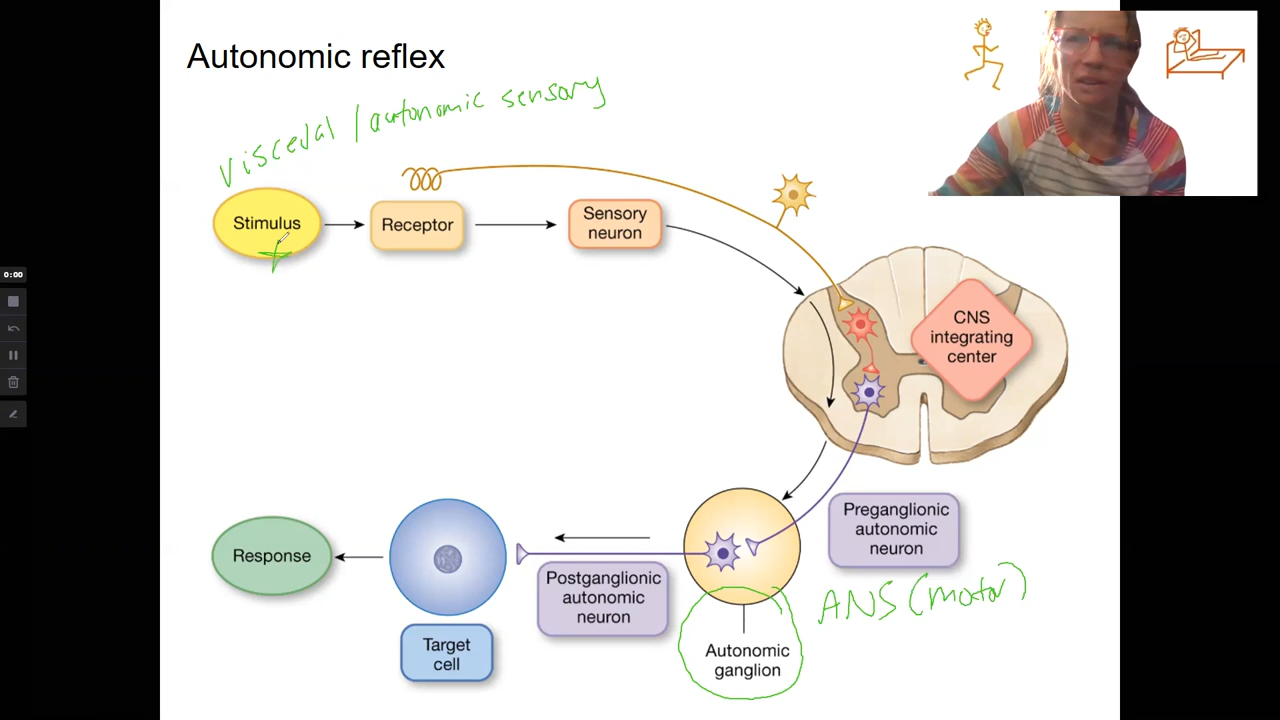 Autonomic reflex
viscedal / autonomic sensory
Stimulus
Receptor
Sensory
neuron
CNS
integrating
center
0:00
Preganglionic
autonomic
neuron
ANS (motor)
Response
Postganglionic
autonomic
neuron
Target
cell
Autonomic
ganglion